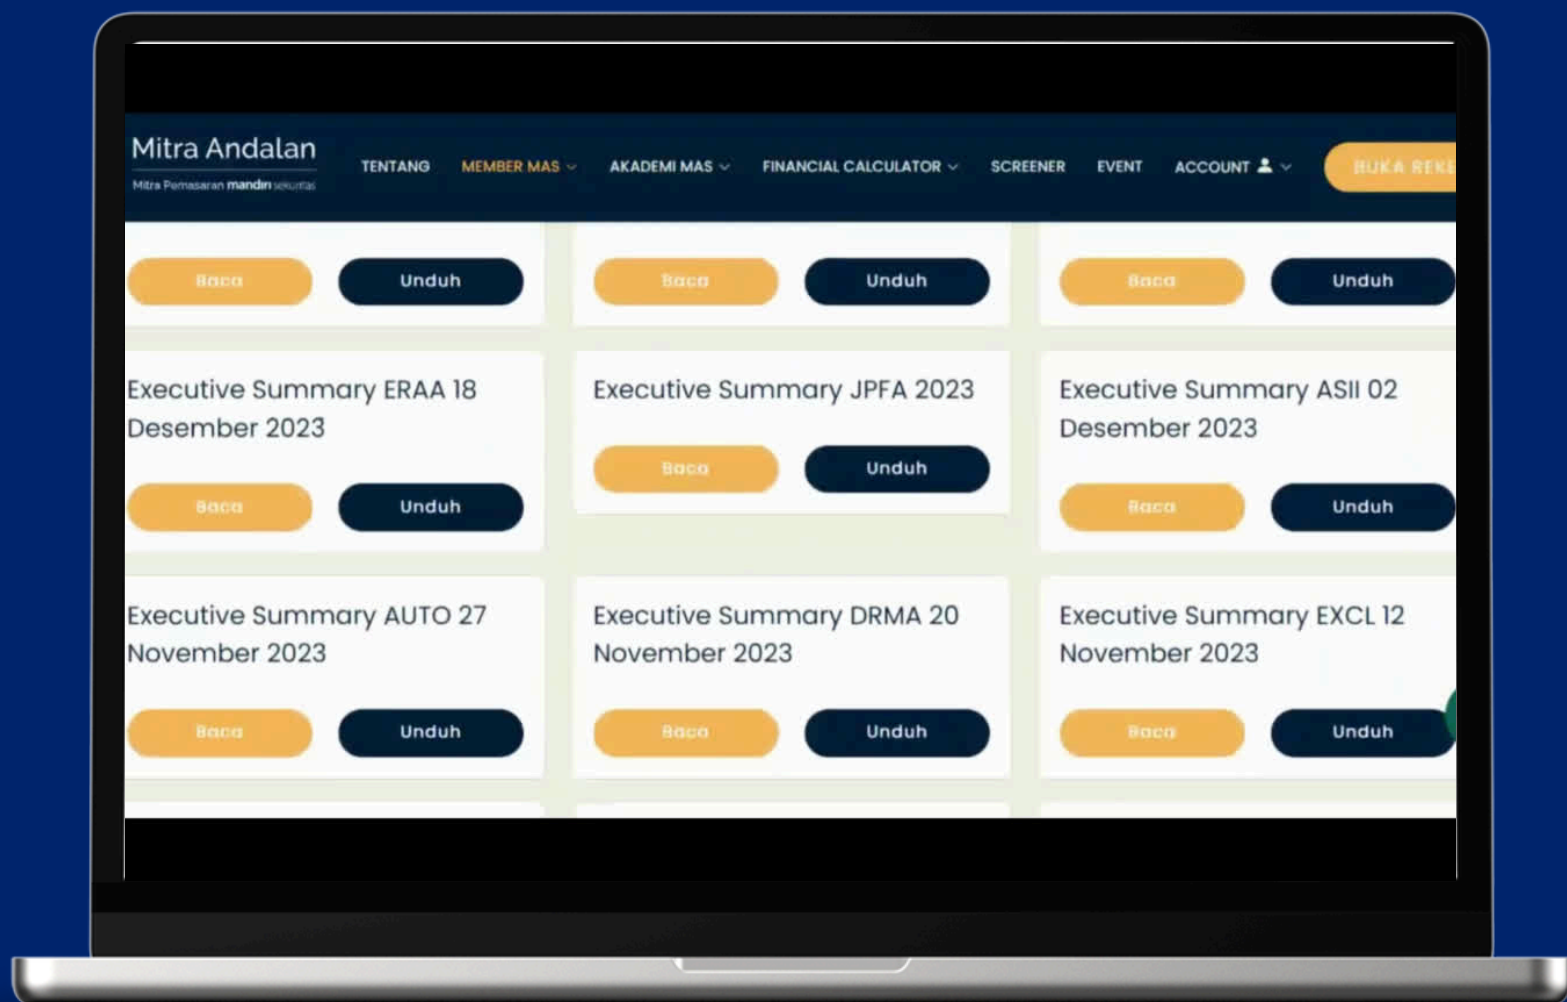 Mitra Andalan
Mitra Pemasaran mandiri sekuritas
TENTANG MEMBER MAS AKADEMI MAS FINANCIAL CALCULATOR SCREENER EVENT ACCOUNT BUKA REKE
Baca Unduh Baca Unduh Baca Unduh
Executive Summary ERAA 18
Desember 2023
Baca Unduh
Executive Summary JPFA 2023
Baca Unduh
Executive Summary ASII 02
Desember 2023
Baca Unduh
Executive Summary AUTO 27
November 2023
Baca Unduh
Executive Summary DRMA 20
November 2023
Baca Unduh
Executive Summary EXCL 12
November 2023
Baca Unduh